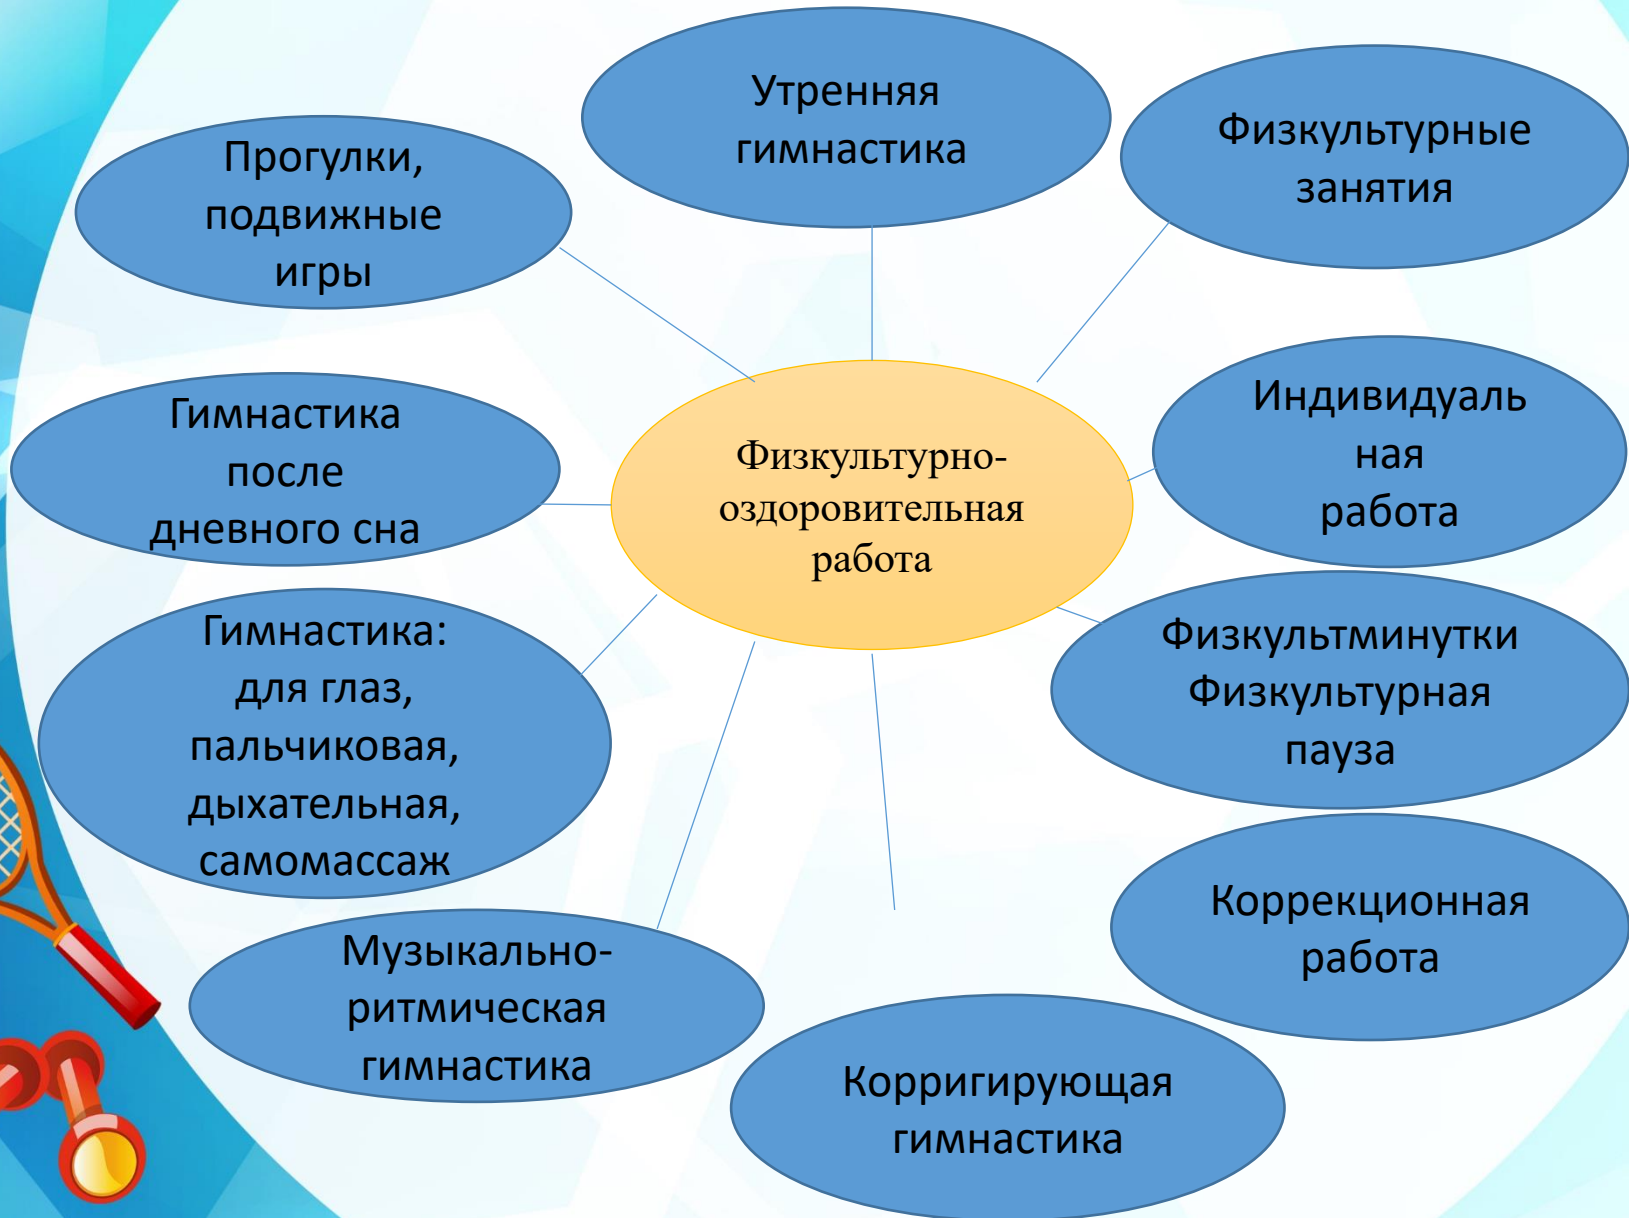 Утренняя
гимнастика
Физкультурные
занятия
Прогулки,
подвижные
игры
Индивидуаль
ная
работа
Гимнастика
после
дневного сна
Физкультурно-
оздоровительная
работа
Физкультминутки
Физкультурная
пауза
Гимнастика:
для глаз,
пальчиковая,
дыхательная,
самомассаж
Коррекционная
работа
Музыкально-
ритмическая
гимнастика
Корригирующая
гимнастика